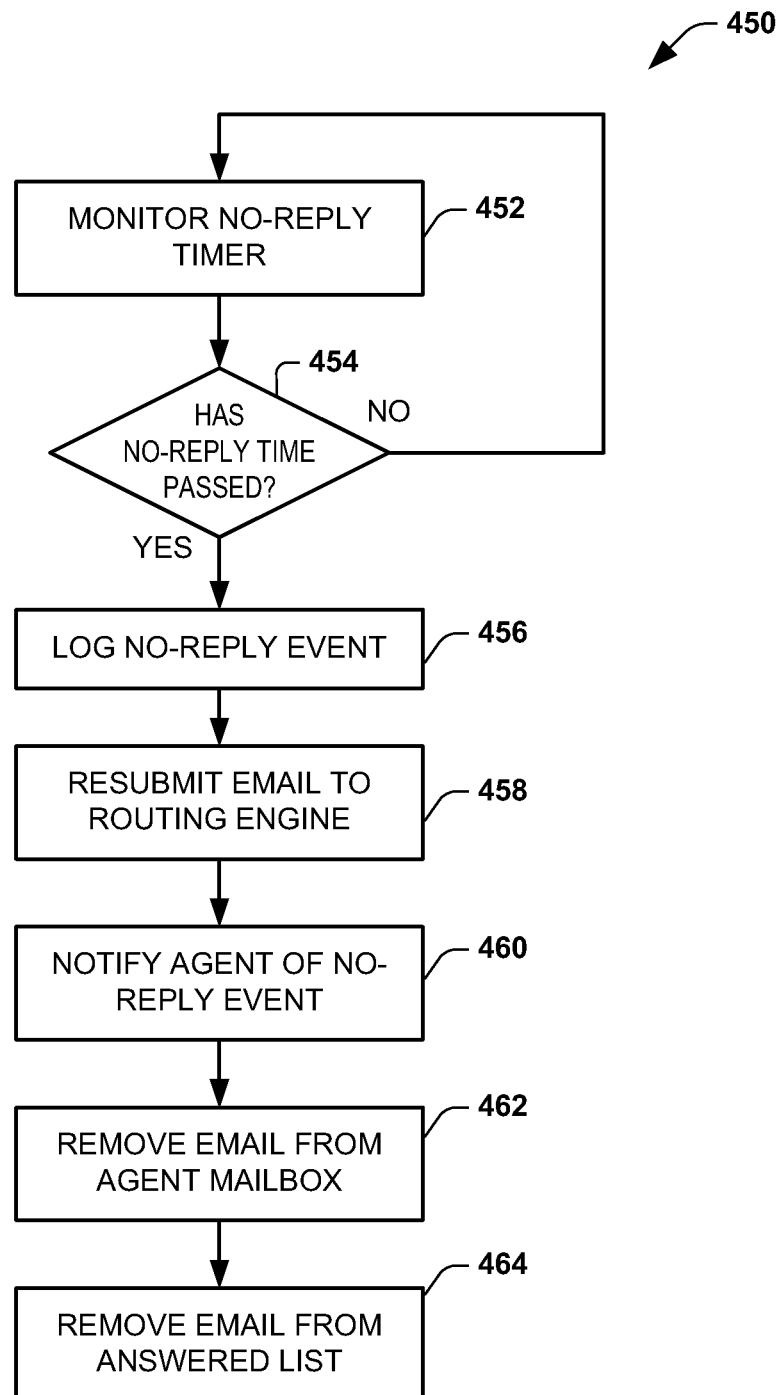 450
MONITOR NO-REPLY
TIMER
452
454
HAS
NO-REPLY TIME
PASSED?
NO
YES
LOG NO-REPLY EVENT
456
RESUBMIT EMAIL TO
ROUTING ENGINE
458
NOTIFY AGENT OF NO-
REPLY EVENT
460
REMOVE EMAIL FROM
AGENT MAILBOX
462
REMOVE EMAIL FROM
ANSWERED LIST
464